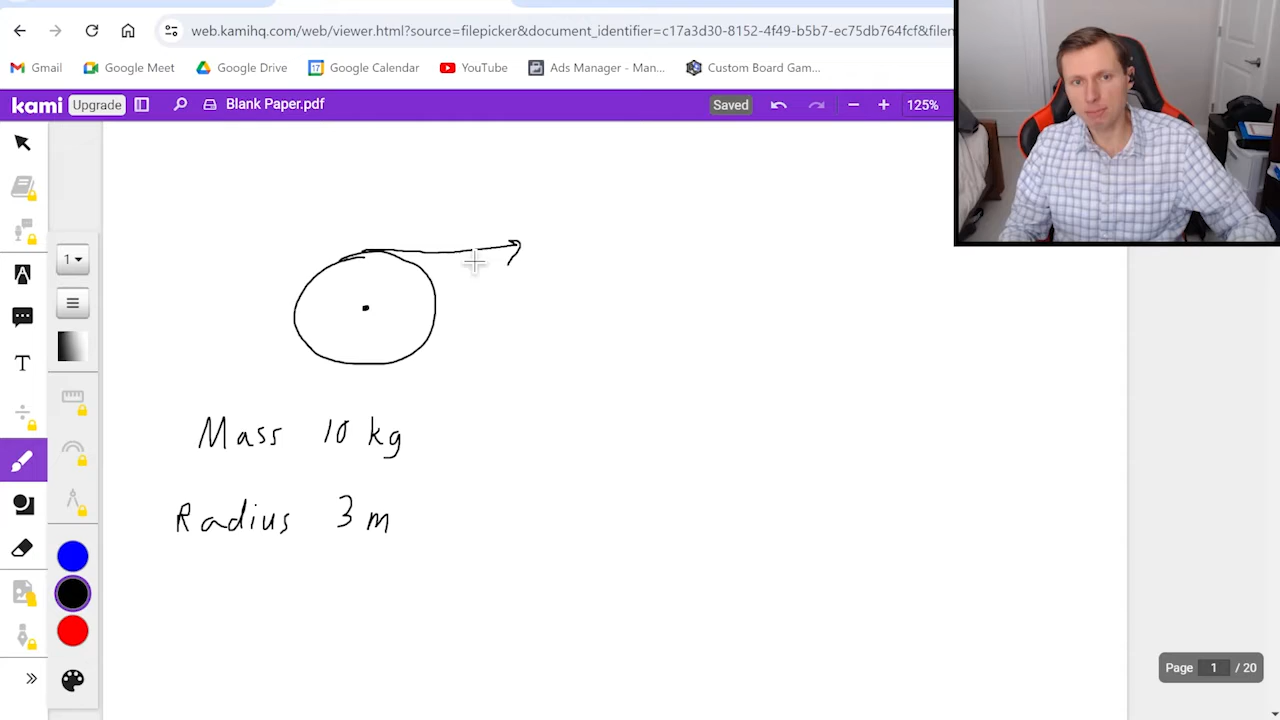 www.kamihq.com/web/viewer.html?source=filepicker&document_identifier=c17a3d30-8152-4f49-b5b7-ec75db764fcf&filen
Gmail Google Meet Google Drive Google Calendar YouTube Ads Manager - Man... Custom Board Gam...
kami Upgrade Blank Paper.pdf Saved 125%
1
Mass 10 kg
Radius 3 m
Page 1 / 20